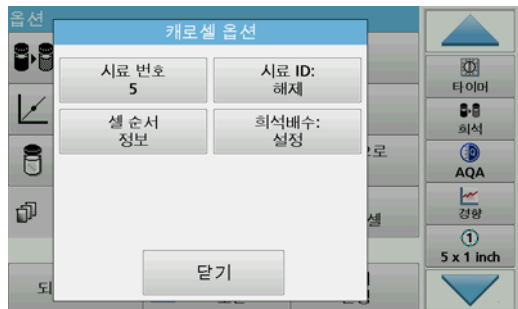 옵션
캐로셀 옵션
시료 번호
5
시료 ID:
해제
셀 순서
정보
희석배수:
설정
닫기
로
셀
되
타이머
희석
AQA
경향
1
5 x 1 inch